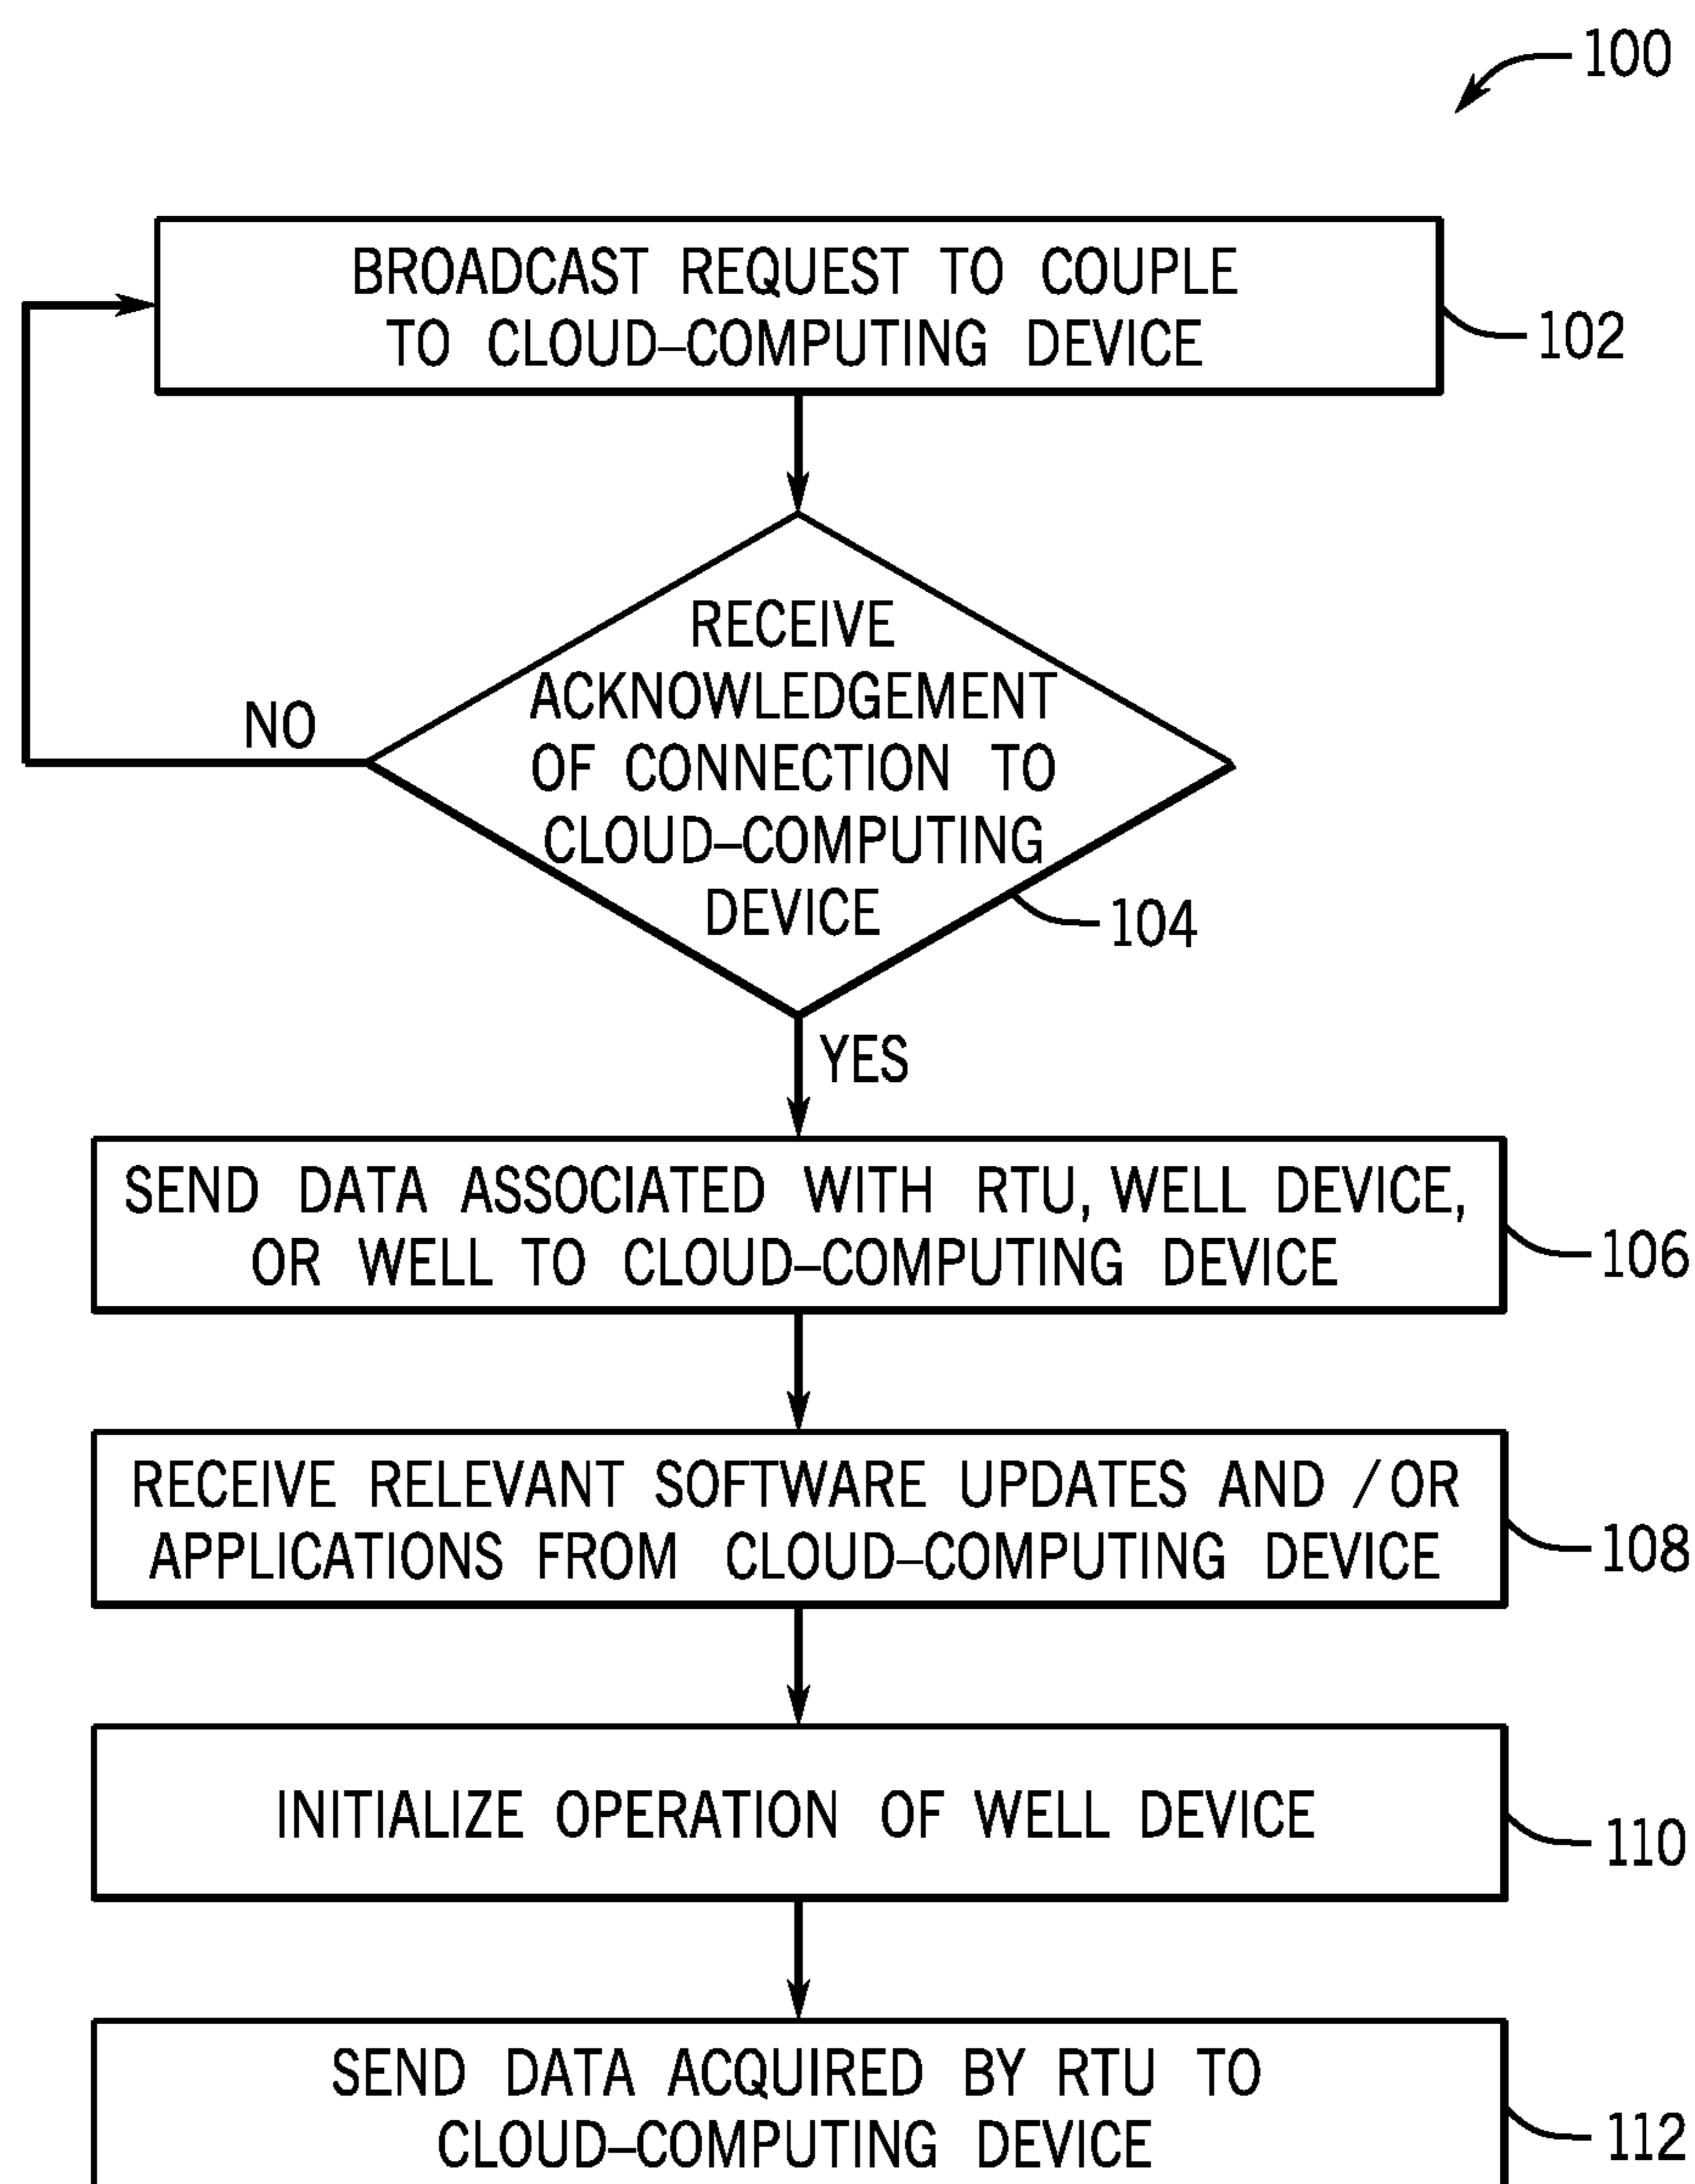 100
BROADCAST REQUEST TO COUPLE
TO CLOUD–COMPUTING DEVICE
102
RECEIVE
ACKNOWLEDGEMENT
OF CONNECTION TO
CLOUD–COMPUTING
DEVICE
NO
104
YES
SEND DATA ASSOCIATED WITH RTU, WELL DEVICE,
OR WELL TO CLOUD–COMPUTING DEVICE
106
RECEIVE RELEVANT SOFTWARE UPDATES AND /OR
APPLICATIONS FROM CLOUD–COMPUTING DEVICE
108
INITIALIZE OPERATION OF WELL DEVICE
110
SEND DATA ACQUIRED BY RTU TO
CLOUD–COMPUTING DEVICE
112